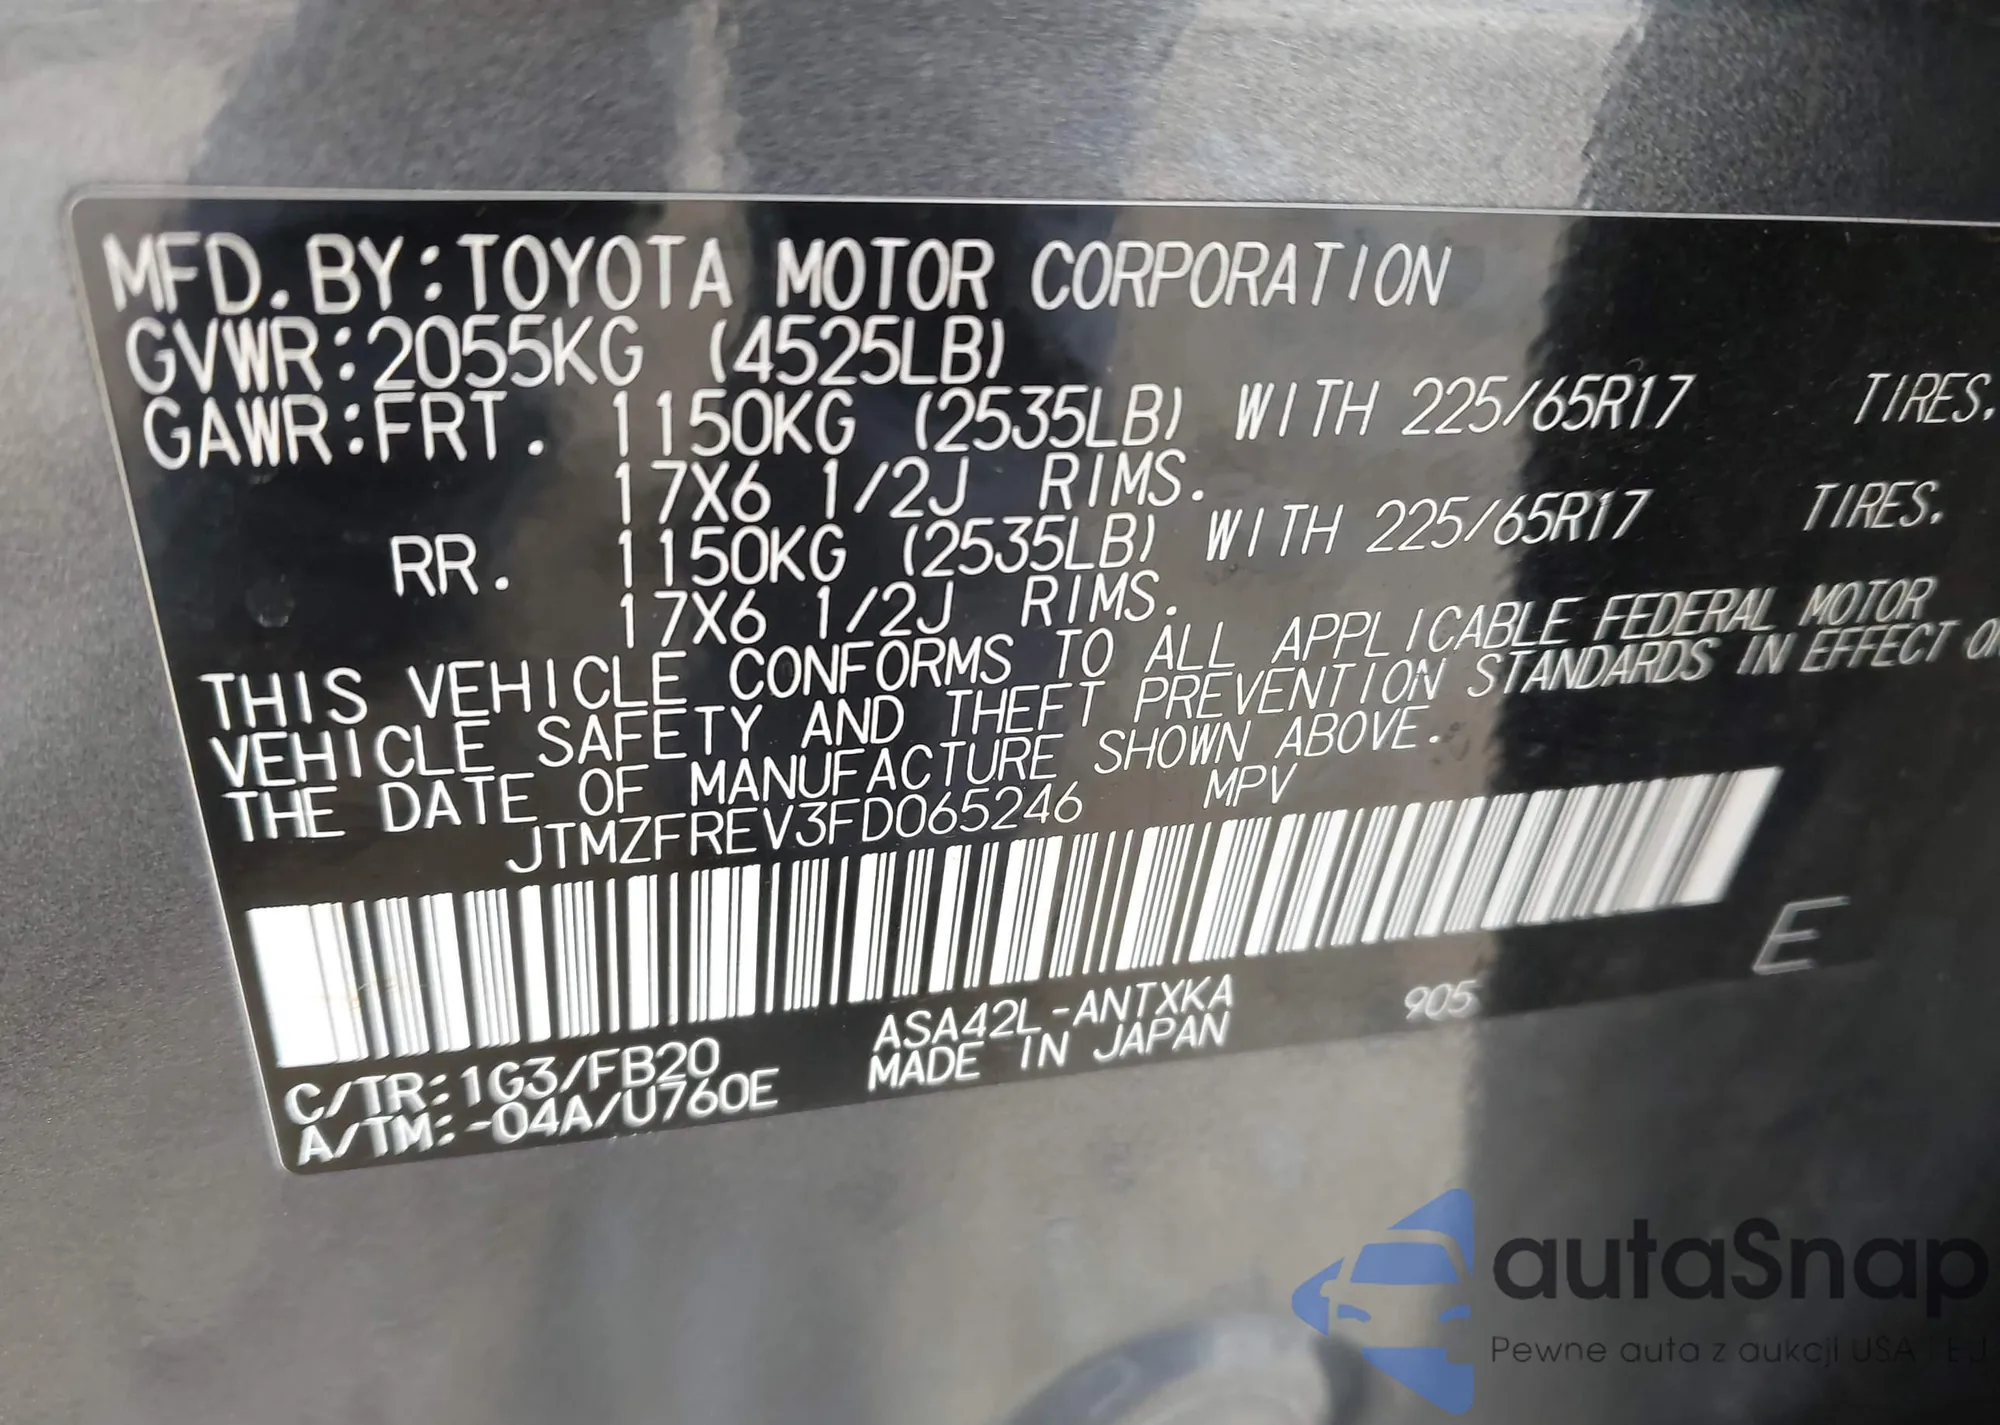 MFD. BY: TOYOTA MOTOR CORPORATION
GVWR: 2055KG (4525LB)
GAWR: FRT. 1150KG (2535LB) WITH 225/65R17 TIRES.
17X6 1/2J RIMS.
RR. 1150KG (2535LB) WITH 225/65R17 TIRES.
17X6 1/2J RIMS.
THIS VEHICLE CONFORMS TO ALL APPLICABLE FEDERAL MOTOR
VEHICLE SAFETY AND THEFT PREVENTION STANDARDS IN EFFECT
THE DATE OF MANUFACTURE SHOWN ABOVE.
JTMZFREV3FD065246 MPV
E
ASA42L-ANTXKA 905
C/TR: 1G3/FB20 MADE IN JAPAN
A/TM: -04A/U760E
autaSnap
Pewne auta z aukcji USA i EU